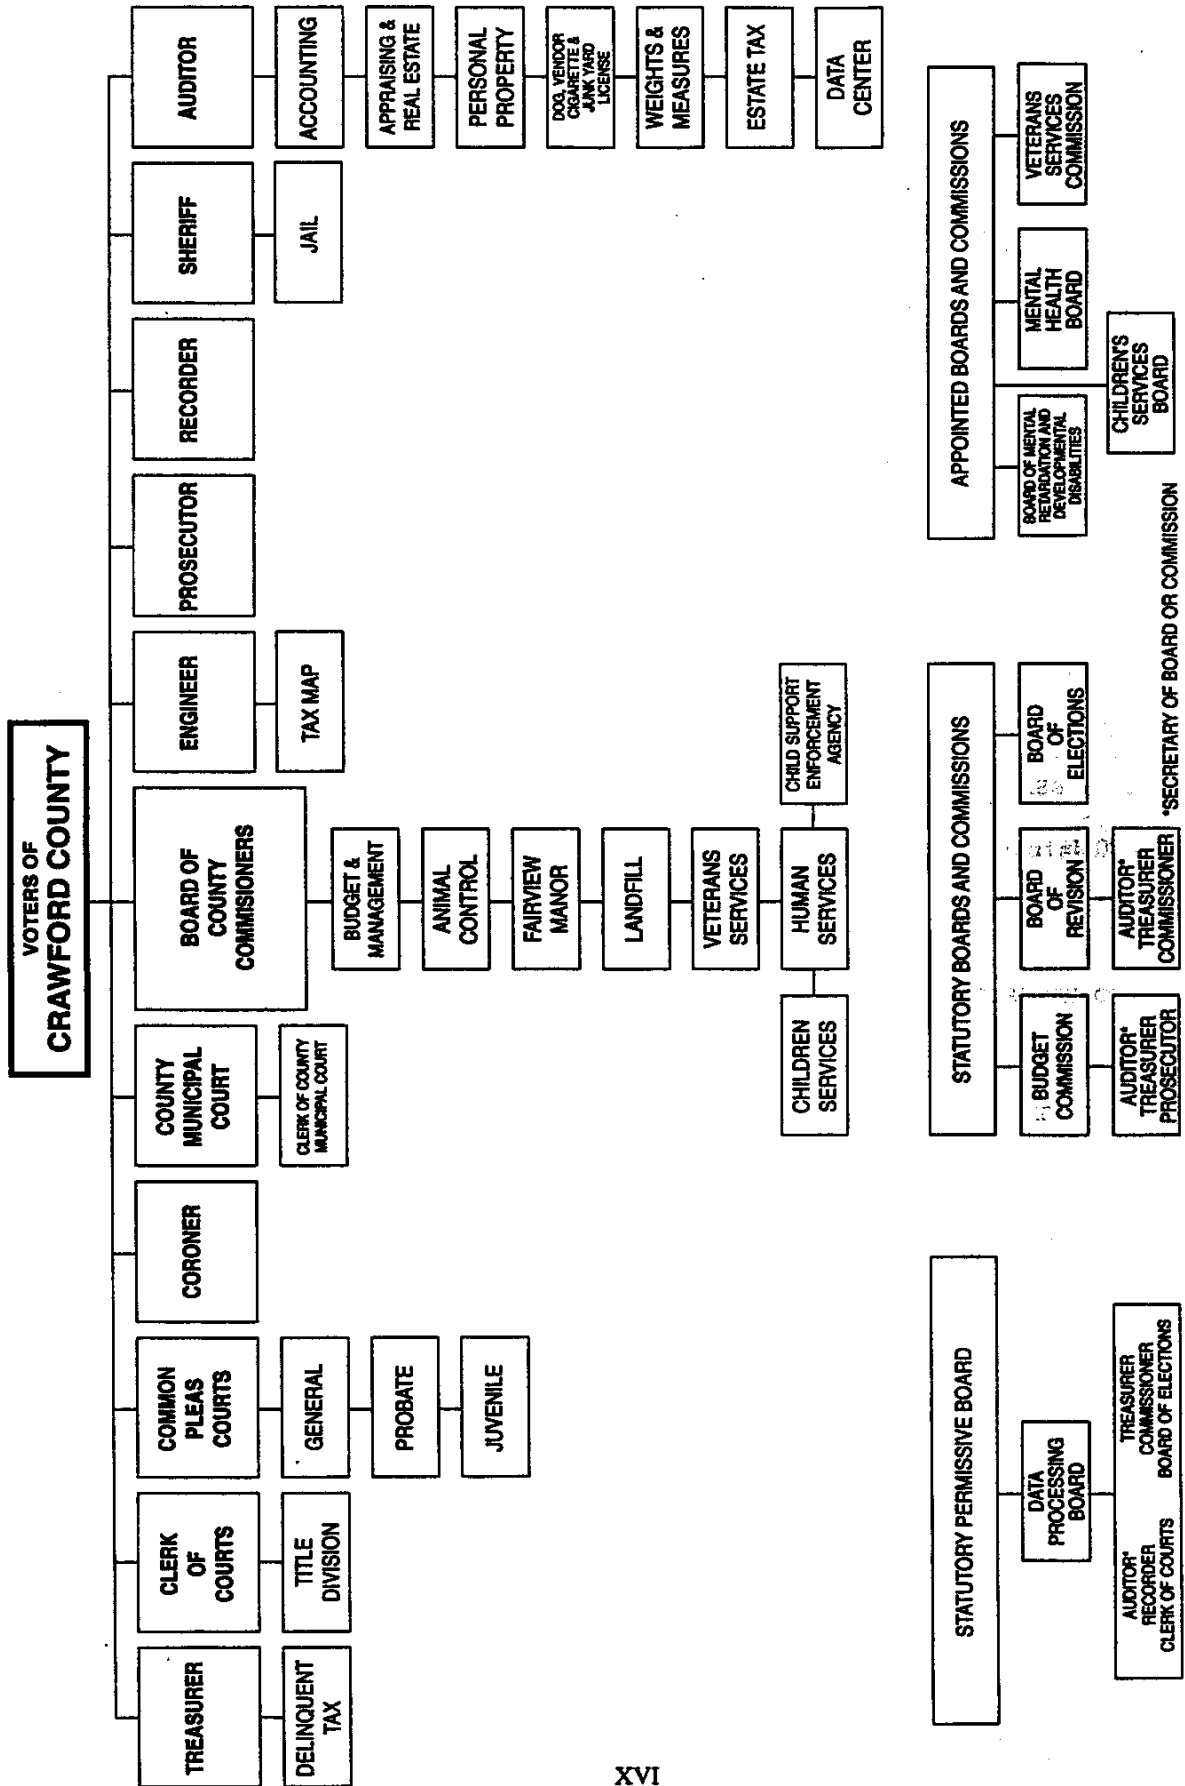 VOTERS OF
CRAWFORD COUNTY
TREASURER
DELINQUENT
TAX
CLERK
OF
COURTS
TITLE
DIVISION
COMMON
PLEAS
COURTS
GENERAL
PROBATE
JUVENILE
CORONER
COUNTY
MUNICIPAL
COURT
CLERK OF COUNTY
MUNICIPAL COURT
BOARD OF
COUNTY
COMMISIONERS
BUDGET &
MANAGEMENT
ANIMAL
CONTROL
FAIRVIEW
MANOR
LANDFILL
VETERANS
SERVICES
CHILDREN
SERVICES
HUMAN
SERVICES
CHILD SUPPORT
ENFORCEMENT
AGENCY
ENGINEER
TAX MAP
PROSECUTOR
RECORDER
SHERIFF
JAIL
AUDITOR
ACCOUNTING
APPRAISING &
REAL ESTATE
PERSONAL
PROPERTY
DOG, VENDOR
CIGARETTE &
JUNK YARD
LICENSE
WEIGHTS &
MEASURES
ESTATE TAX
DATA
CENTER
STATUTORY PERMISSIVE BOARD
DATA
PROCESSING
BOARD
AUDITOR*
RECORDER
CLERK OF COURTS
TREASURER
COMMISSIONER
BOARD OF ELECTIONS
STATUTORY BOARDS AND COMMISSIONS
BUDGET
COMMISSION
AUDITOR*
TREASURER
PROSECUTOR
BOARD
OF
REVISION
AUDITOR*
TREASURER
COMMISSIONER
BOARD
OF
ELECTIONS
*SECRETARY OF BOARD OR COMMISSION
APPOINTED BOARDS AND COMMISSIONS
BOARD OF MENTAL
RETARDATION AND
DEVELOPMENTAL
DISABILITIES
CHILDREN'S
SERVICES
BOARD
MENTAL
HEALTH
BOARD
VETERANS
SERVICES
COMMISSION
XVI